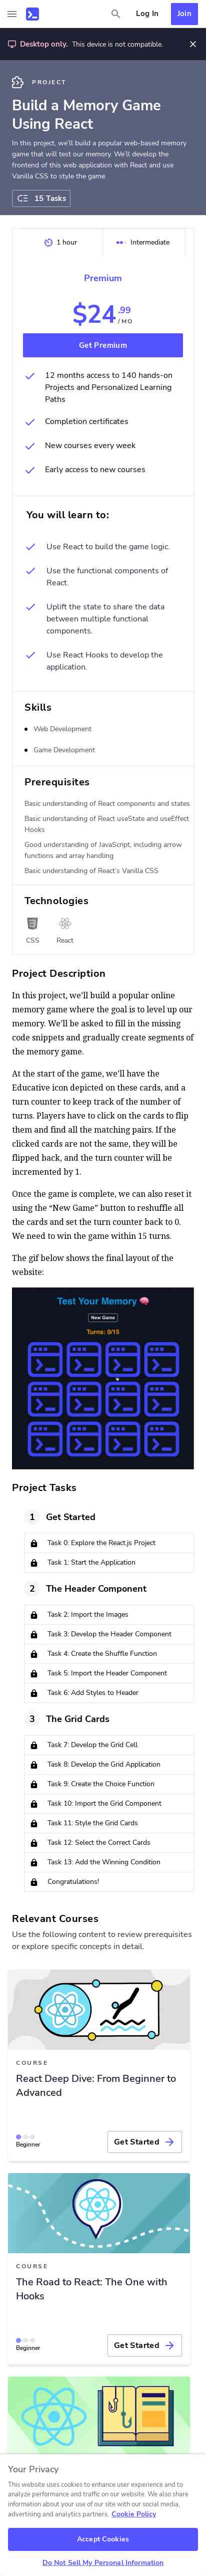 Log In
Join
Desktop only. This device is not compatible.
PROJECT
Build a Memory Game
Using React
In this project, we'll build a popular web-based memory
game that will test our memory. We'll develop the
frontend of this web application with React and use
Vanilla CSS to style the game.
15 Tasks
1 hour
Intermediate
Premium
$24.99
/MO
Get Premium
12 months access to 140 hands-on
Projects and Personalized Learning
Paths
Completion certificates
New courses every week
Early access to new courses
You will learn to:
Use React to build the game logic.
Use the functional components of
React.
Uplift the state to share the data
between multiple functional
components.
Use React Hooks to develop the
application.
Skills
Web Development
Game Development
Prerequisites
Basic understanding of React components and states
Basic understanding of React useState and useEffect
Hooks
Good understanding of JavaScript, including arrow
functions and array handling
Basic understanding of React's Vanilla CSS
Technologies
CSS
React
Project Description
In this project, we'll build a popular online
memory game where the goal is to level up our
memory. We'll be asked to fill in the missing
code snippets and gradually create segments of
the memory game.
At the start of the game, we'll have the
Educative icon depicted on these cards, and a
turn counter to keep track of the number of
turns. Players have to click on the cards to flip
them and find all the matching pairs. If the
clicked cards are not the same, they will be
flipped back, and the turn counter will be
incremented by 1.
Once the game is complete, we can also reset it
using the “New Game” button to reshuffle all
the cards and set the turn counter back to 0.
We need to win the game within 15 turns.
The gif below shows the final layout of the
website:
Test Your Memory
New Game
Turns: 0/15
Project Tasks
1
Get Started
Task 0: Explore the React.js Project
Task 1: Start the Application
2
The Header Component
Task 2: Import the Images
Task 3: Develop the Header Component
Task 4: Create the Shuffle Function
Task 5: Import the Header Component
Task 6: Add Styles to Header
3
The Grid Cards
Task 7: Develop the Grid Cell
Task 8: Develop the Grid Application
Task 9: Create the Choice Function
Task 10: Import the Grid Component
Task 11: Style the Grid Cards
Task 12: Select the Correct Cards
Task 13: Add the Winning Condition
Congratulations!
Relevant Courses
Use the following content to review prerequisites
or explore specific concepts in detail.
COURSE
React Deep Dive: From Beginner to
Advanced
Beginner
Get Started
COURSE
The Road to React: The One with
Hooks
Beginner
Get Started
Your Privacy
This website uses cookies to enhance user experience and to
analyze performance and traffic on our website. We also share
information about your use of our site with our social media,
advertising and analytics partners. Cookie Policy
Accept Cookies
Do Not Sell My Personal Information